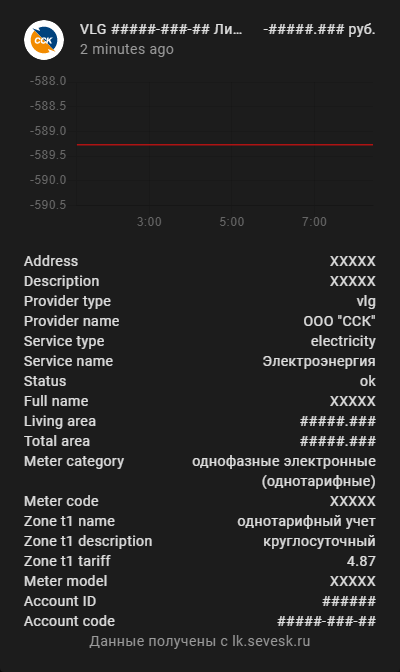 ССК
VLG #####-###-## Ли… -#####.### руб.
2 minutes ago
-588.0
-588.5
-589.0
-589.5
-590.0
-590.5
3:00 5:00 7:00
Address XXXXX
Description XXXXX
Provider type vlg
Provider name ООО "ССК"
Service type electricity
Service name Электроэнергия
Status ok
Full name XXXXX
Living area #####.###
Total area #####.###
Meter category однофазные электронные
(однотарифные)
Meter code XXXXX
Zone t1 name однотарифный учет
Zone t1 description круглосуточный
Zone t1 tariff 4.87
Meter model XXXXX
Account ID ######
Account code #####-###-##
Данные получены с lk.sevesk.ru